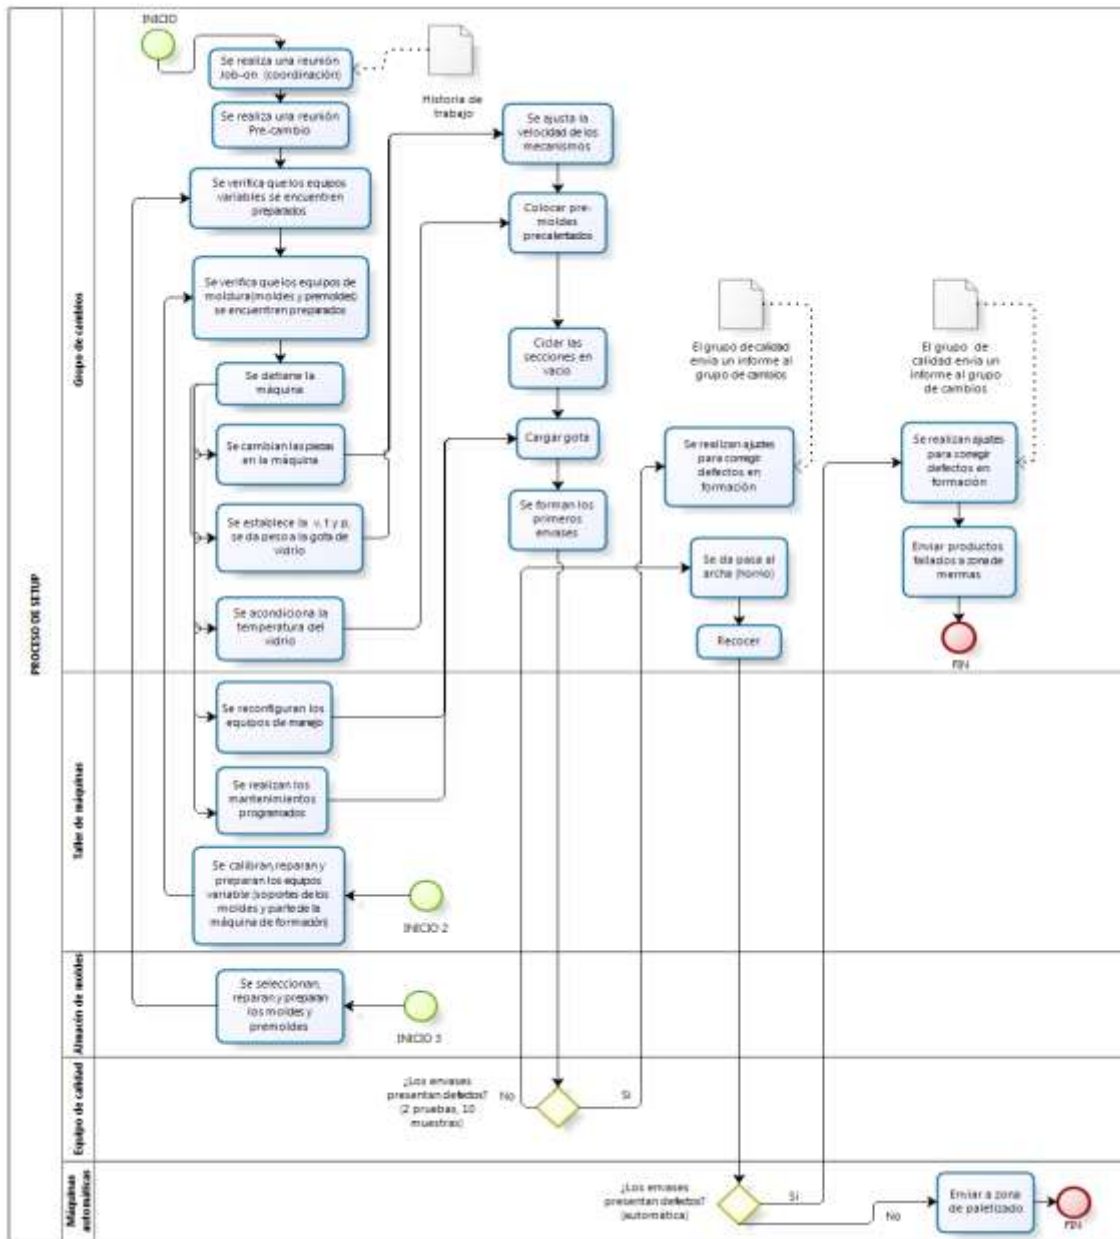 INICIO
Se realiza una reunión
Job-on (coordinación)
Historia de
trabajo
Se realiza una reunión
Pre-cambio
Se verifica que los equipos
variables se encuentren
preparados
Se verifica que los equipos de
moldura (moldes y premoldes)
se encuentren preparados
Se detiene la
máquina
Se cambian las piezas
en la máquina
Se establece la v, t y p,
se da peso a la gota de
vidrio
Se acondiciona la
temperatura del
vidrio
Se ajusta la
velocidad de los
mecanismos
Colocar pre-
moldes
precalentados
Ciclar las
secciones en
vacio
Cargar gota
Se forman los
primeros
envases
El grupo de calidad
envía un informe al
grupo de cambios
Se realizan ajustes
para corregir
defectos en
formación
Se da pasa al
archa (horno)
Recocer
El grupo de
calidad envía un
informe al grupo
de cambios
Se realizan ajustes
para corregir
defectos en
formación
Enviar productos
fallados a zona de
mermas
FIN
Grupo de cambios
PROCESO DE SETUP
Taller de máquinas
Se reconfiguran los
equipos de manejo
Se realizan los
mantenimientos
programados
Se calibran, reparan y
preparan los equipos
variable (soportes de los
moldes y parte de la
máquina de formación)
INICIO 2
Almacén de moldes
Se seleccionan,
reparan y preparan
los moldes y
premoldes
INICIO 3
Equipo de calidad
¿Los envases
presentan defectos?
(2 pruebas, 10
muestras)
No
Si
Máquinas
automáticas
¿Los envases
presentan defectos?
(automática)
Si
No
Enviar a zona
de paletizado
FIN